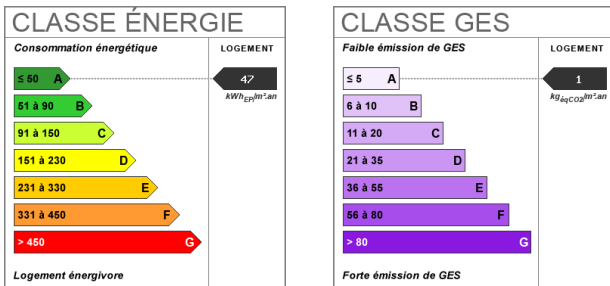 CLASSE ÉNERGIE
Consommation énergétique
LOGEMENT
≤ 50 A
47
kWhEP/m².an
51 à 90 B
91 à 150 C
151 à 230 D
231 à 330 E
331 à 450 F
> 450 G
Logement énergivore
CLASSE GES
Faible émission de GES
LOGEMENT
≤ 5 A
1
kgéqCO2/m².an
6 à 10 B
11 à 20 C
21 à 35 D
36 à 55 E
56 à 80 F
> 80 G
Forte émission de GES